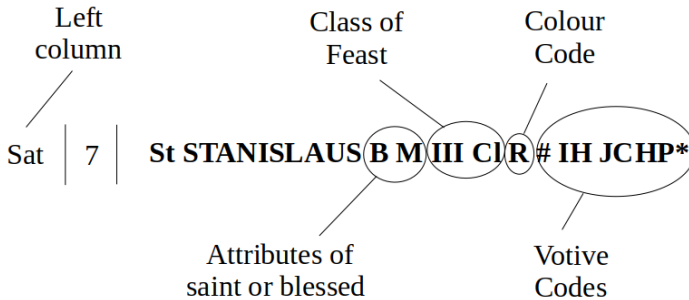 Left
column
Class of
Feast
Colour
Code
Sat 7 St STANISLAUS B M III Cl R # IH JCHP*
Attributes of
saint or blessed
Votive
Codes